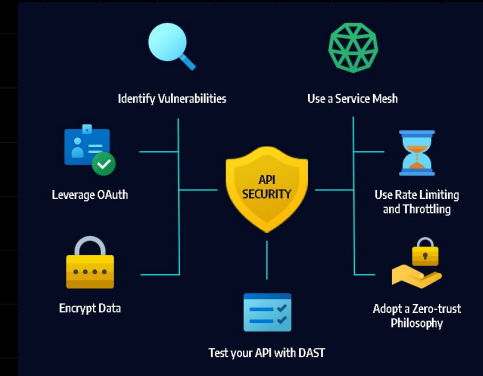 Identify Vulnerabilities
Use a Service Mesh
API
SECURITY
Leverage OAuth
Use Rate Limiting
and Throttling
Encrypt Data
Adopt a Zero-trust
Philosophy
Test your API with DAST